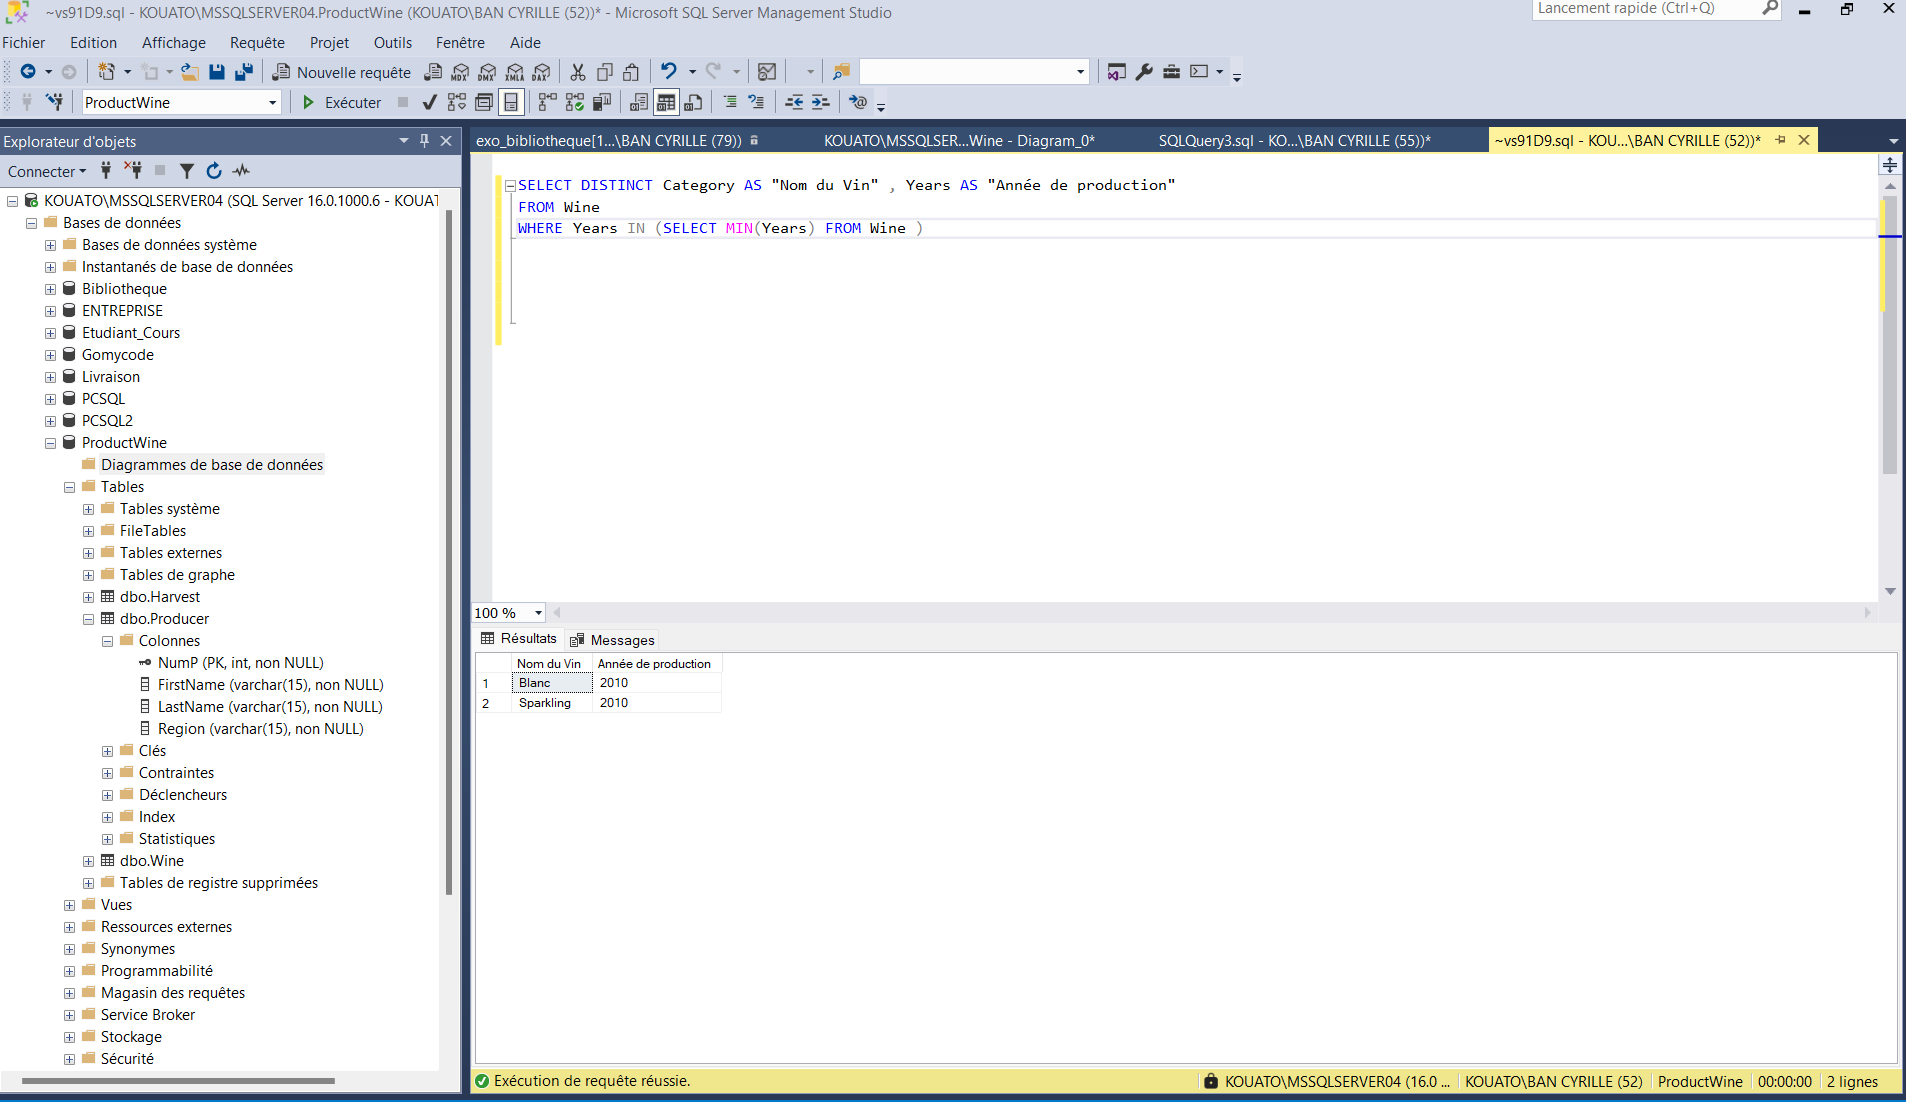 ~vs91D9.sql - KOUATO\MSSQLSERVER04.ProductWine (KOUATO\BAN CYRILLE (52))* - Microsoft SQL Server Management Studio
Lancement rapide (Ctrl+Q)
Fichier Edition Affichage Requête Projet Outils Fenêtre Aide
Nouvelle requête MDX DMX XMLA DAX
ProductWine Exécuter
Explorateur d'objets
Connecter
KOUATO\MSSQLSERVER04 (SQL Server 16.0.1000.6 - KOUAT
Bases de données
Bases de données système
Instantanés de base de données
Bibliotheque
ENTREPRISE
Etudiant_Cours
Gomycode
Livraison
PCSQL
PCSQL2
ProductWine
Diagrammes de base de données
Tables
Tables système
FileTables
Tables externes
Tables de graphe
dbo.Harvest
dbo.Producer
Colonnes
NumP (PK, int, non NULL)
FirstName (varchar(15), non NULL)
LastName (varchar(15), non NULL)
Region (varchar(15), non NULL)
Clés
Contraintes
Déclencheurs
Index
Statistiques
dbo.Wine
Tables de registre supprimées
Vues
Ressources externes
Synonymes
Programmabilité
Magasin des requêtes
Service Broker
Stockage
Sécurité
exo_bibliotheque[1...\BAN CYRILLE (79)) KOUATO\MSSQLSER...Wine - Diagram_0* SQLQuery3.sql - KO...\BAN CYRILLE (55))* ~vs91D9.sql - KOU...\BAN CYRILLE (52))*
SELECT DISTINCT Category AS "Nom du Vin" , Years AS "Année de production"
FROM Wine
WHERE Years IN (SELECT MIN(Years) FROM Wine )
100 %
Résultats Messages
Nom du Vin Année de production
1 Blanc 2010
2 Sparkling 2010
Exécution de requête réussie. KOUATO\MSSQLSERVER04 (16.0 ... KOUATO\BAN CYRILLE (52) ProductWine 00:00:00 2 lignes